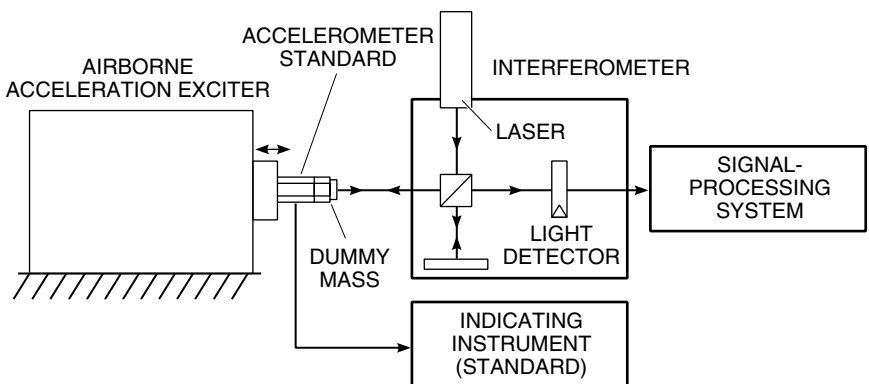 ACCELEROMETER
STANDARD
AIRBORNE
ACCELERATION EXCITER
INTERFEROMETER
LASER
SIGNAL-
PROCESSING
SYSTEM
LIGHT
DETECTOR
DUMMY
MASS
INDICATING
INSTRUMENT
(STANDARD)